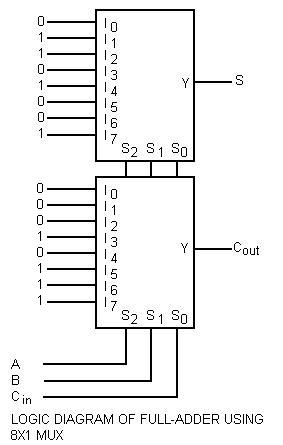 0 I0
1 I1
1 I2
0 I3
1 I4
0 I5
0 I6
1 I7
Y S
S2 S1 S0
0 I0
0 I1
0 I2
1 I3
0 I4
1 I5
1 I6
1 I7
Y Cout
S2 S1 S0
A
B
Cin
LOGIC DIAGRAM OF FULL-ADDER USING
8X1 MUX